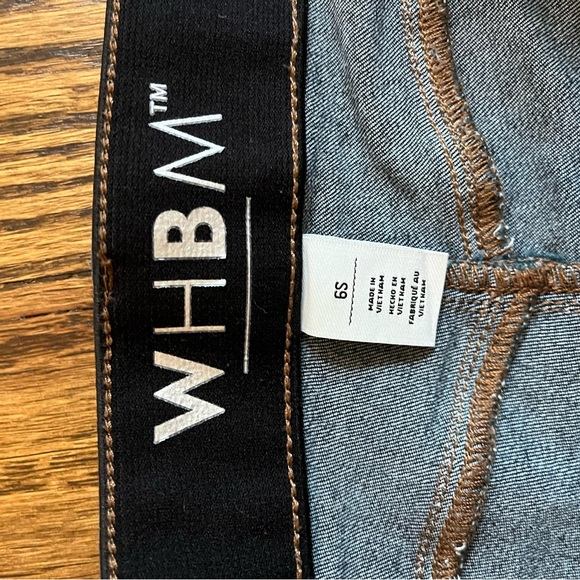 WHBM™
6S
MADE IN
VIETNAM
HECHO EN
VIETNAM
FABRIQUÉ AU
VIETNAM